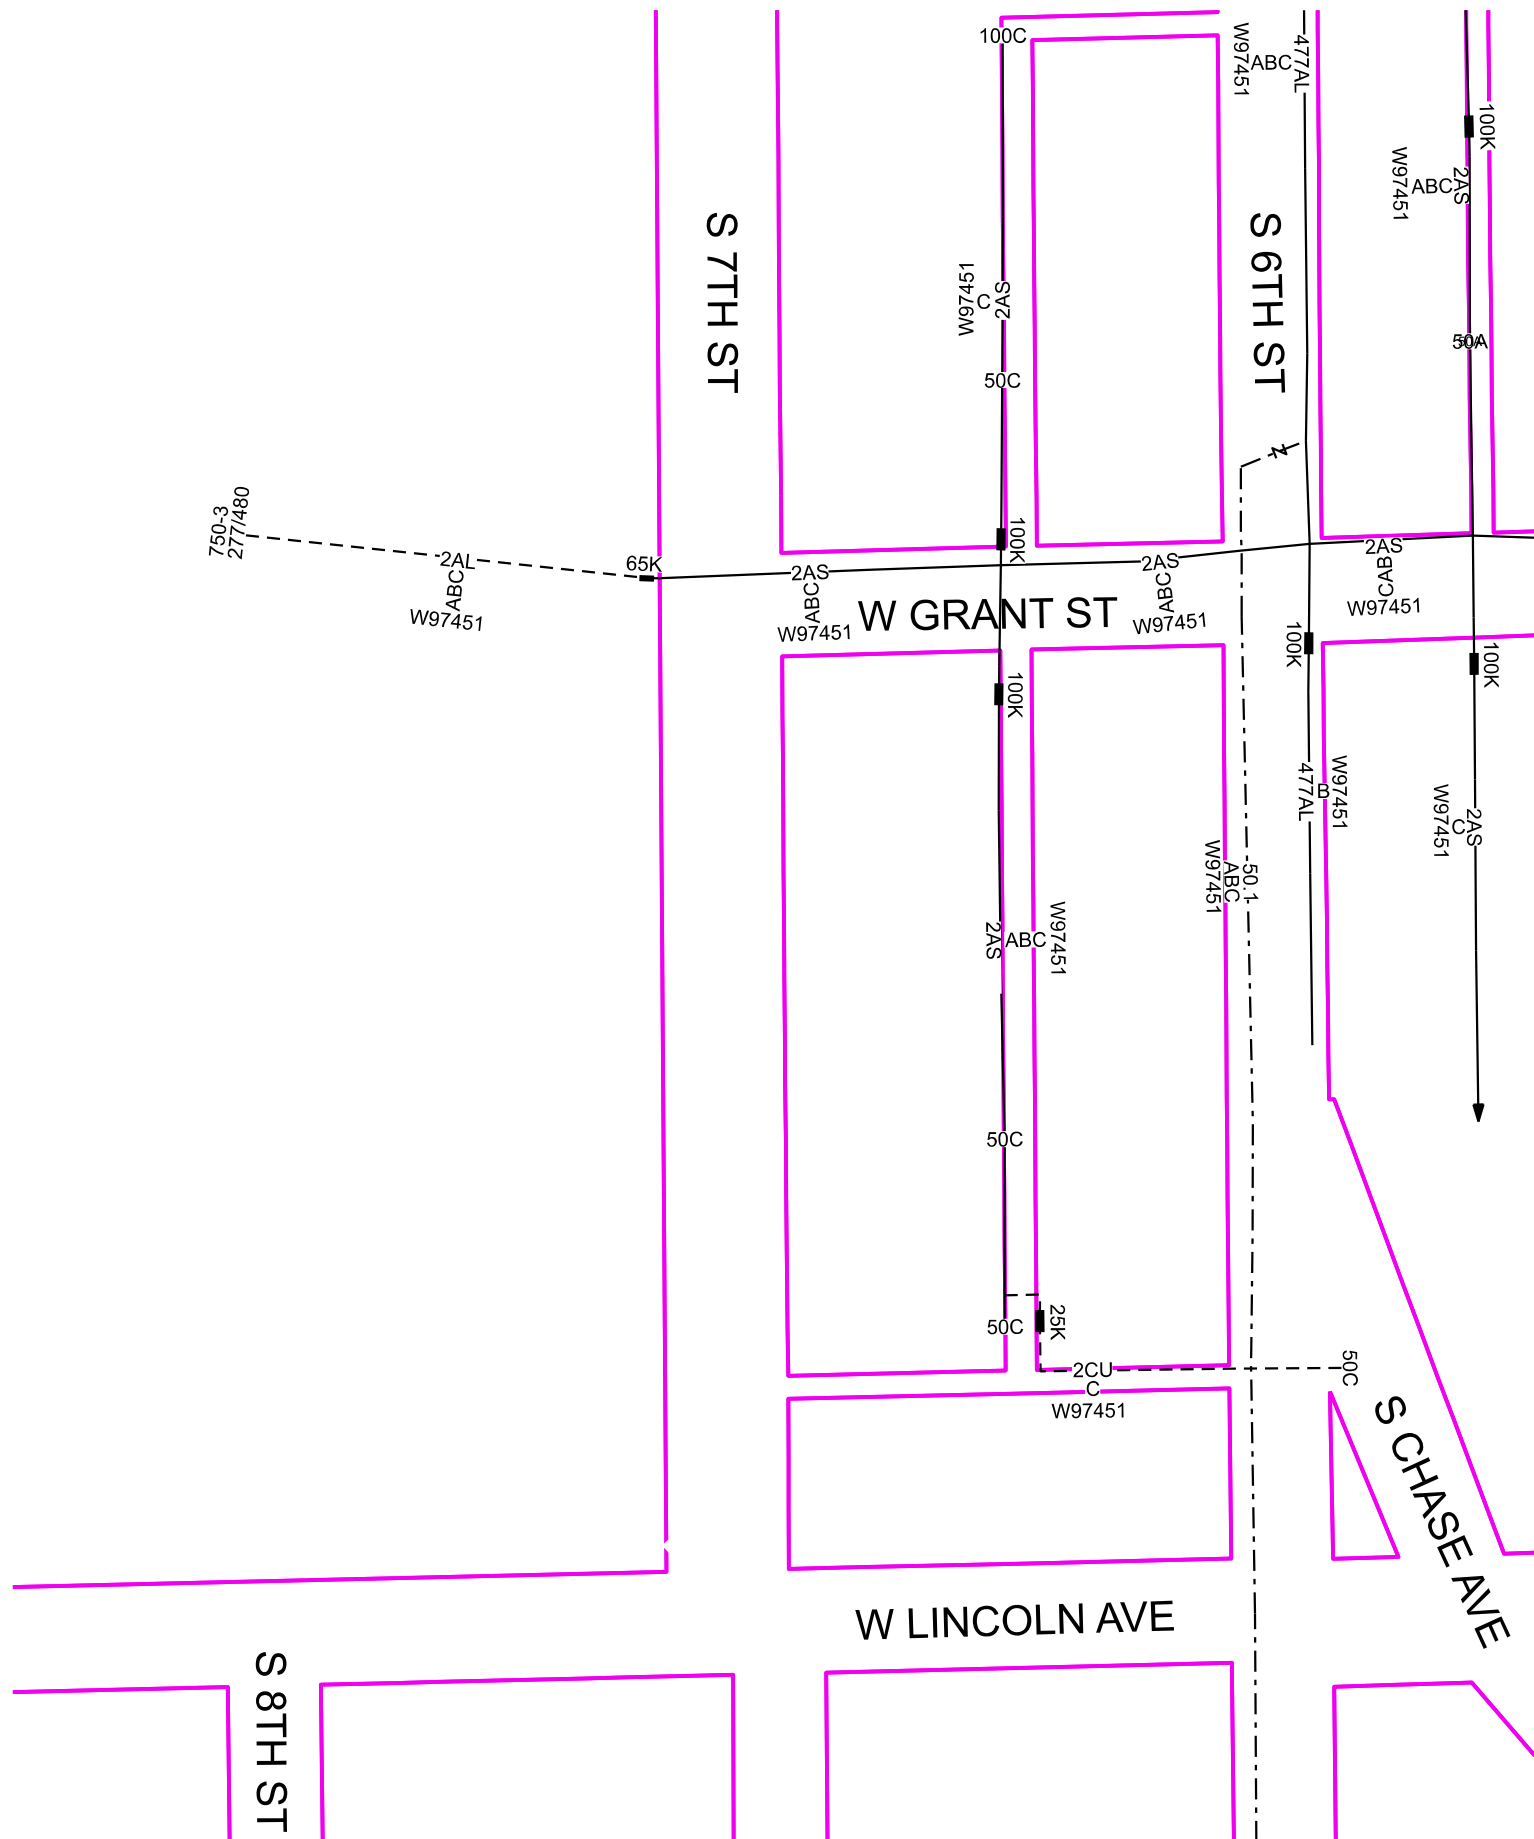 100C
W97451
ABC
477AL
100K
W97451
ABC
2AS
S 7TH ST
S 6TH ST
W97451
C
2AS
50C
50A
Z
750-3
277/480
2AL
ABC
W97451
65K
100K
2AS
ABC
W97451
2AS
ABC
W97451
2AS
CAB
W97451
W GRANT ST
100K
100K
100K
477AL
B
W97451
W97451
C
2AS
W97451
ABC
50.1
2AS
ABC
W97451
50C
50C
25K
2CU
C
W97451
50C
S CHASE AVE
W LINCOLN AVE
S 8TH ST